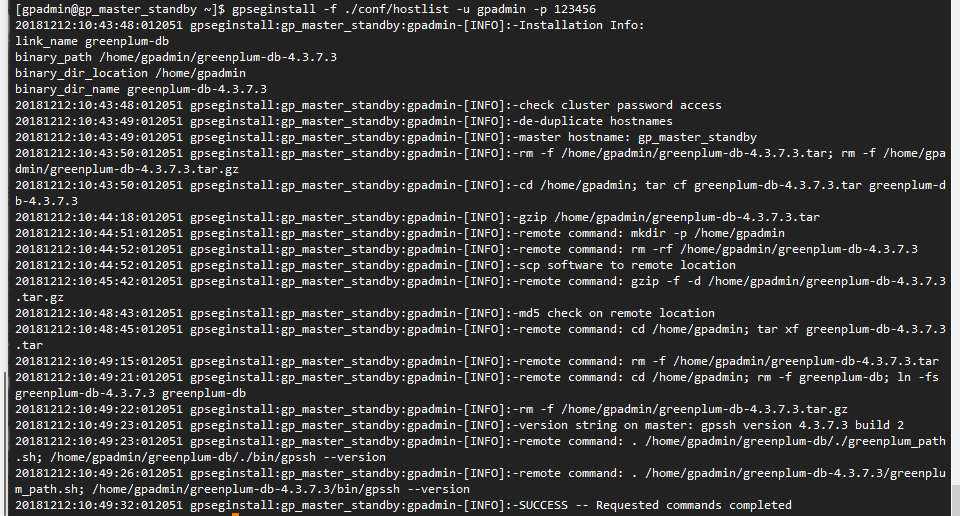 [gpadmin@gp_master_standby ~]$ gpseginstall -f ./conf/hostlist -u gpadmin -p 123456
20181212:10:43:48:012051 gpseginstall:gp_master_standby:gpadmin-[INFO]:-Installation Info:
link_name greenplum-db
binary_path /home/gpadmin/greenplum-db-4.3.7.3
binary_dir_location /home/gpadmin
binary_dir_name greenplum-db-4.3.7.3
20181212:10:43:48:012051 gpseginstall:gp_master_standby:gpadmin-[INFO]:-check cluster password access
20181212:10:43:49:012051 gpseginstall:gp_master_standby:gpadmin-[INFO]:-de-duplicate hostnames
20181212:10:43:49:012051 gpseginstall:gp_master_standby:gpadmin-[INFO]:-master hostname: gp_master_standby
20181212:10:43:50:012051 gpseginstall:gp_master_standby:gpadmin-[INFO]:-rm -f /home/gpadmin/greenplum-db-4.3.7.3.tar; rm -f /home/gpa
dmin/greenplum-db-4.3.7.3.tar.gz
20181212:10:43:50:012051 gpseginstall:gp_master_standby:gpadmin-[INFO]:-cd /home/gpadmin; tar cf greenplum-db-4.3.7.3.tar greenplum-d
b-4.3.7.3
20181212:10:44:18:012051 gpseginstall:gp_master_standby:gpadmin-[INFO]:-gzip /home/gpadmin/greenplum-db-4.3.7.3.tar
20181212:10:44:51:012051 gpseginstall:gp_master_standby:gpadmin-[INFO]:-remote command: mkdir -p /home/gpadmin
20181212:10:44:52:012051 gpseginstall:gp_master_standby:gpadmin-[INFO]:-remote command: rm -rf /home/gpadmin/greenplum-db-4.3.7.3
20181212:10:44:52:012051 gpseginstall:gp_master_standby:gpadmin-[INFO]:-scp software to remote location
20181212:10:45:42:012051 gpseginstall:gp_master_standby:gpadmin-[INFO]:-remote command: gzip -f -d /home/gpadmin/greenplum-db-4.3.7.3
.tar.gz
20181212:10:48:43:012051 gpseginstall:gp_master_standby:gpadmin-[INFO]:-md5 check on remote location
20181212:10:48:45:012051 gpseginstall:gp_master_standby:gpadmin-[INFO]:-remote command: cd /home/gpadmin; tar xf greenplum-db-4.3.7.3
.tar
20181212:10:49:15:012051 gpseginstall:gp_master_standby:gpadmin-[INFO]:-remote command: rm -f /home/gpadmin/greenplum-db-4.3.7.3.tar
20181212:10:49:21:012051 gpseginstall:gp_master_standby:gpadmin-[INFO]:-remote command: cd /home/gpadmin; rm -f greenplum-db; ln -fs
greenplum-db-4.3.7.3 greenplum-db
20181212:10:49:22:012051 gpseginstall:gp_master_standby:gpadmin-[INFO]:-rm -f /home/gpadmin/greenplum-db-4.3.7.3.tar.gz
20181212:10:49:23:012051 gpseginstall:gp_master_standby:gpadmin-[INFO]:-version string on master: gpssh version 4.3.7.3 build 2
20181212:10:49:23:012051 gpseginstall:gp_master_standby:gpadmin-[INFO]:-remote command: . /home/gpadmin/greenplum-db/./greenplum_path
.sh; /home/gpadmin/greenplum-db/./bin/gpssh --version
20181212:10:49:26:012051 gpseginstall:gp_master_standby:gpadmin-[INFO]:-remote command: . /home/gpadmin/greenplum-db-4.3.7.3/greenplu
m_path.sh; /home/gpadmin/greenplum-db-4.3.7.3/bin/gpssh --version
20181212:10:49:32:012051 gpseginstall:gp_master_standby:gpadmin-[INFO]:-SUCCESS -- Requested commands completed